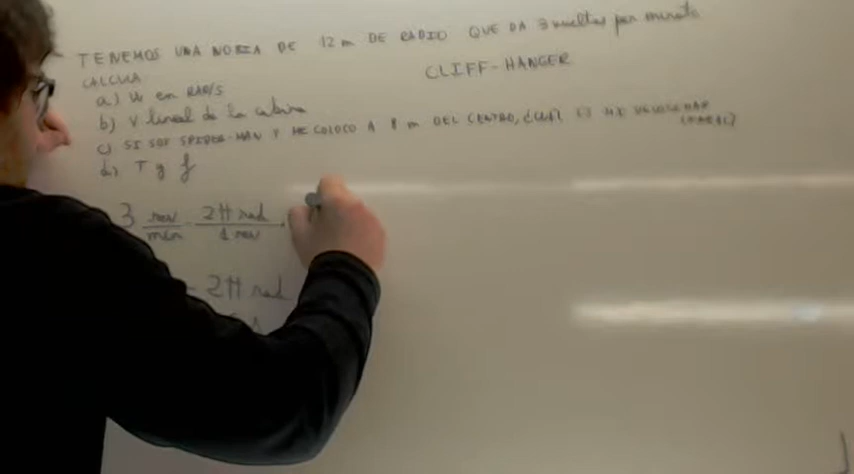 TENEMOS UNA NORIA DE 12 m DE RADIO QUE DA 3 vueltas por minuto
CALCULA
CLIFF-HANGER
a) W en RAD/S
b) V lineal de la cabina
c) SI SOY SPIDER-MAN Y ME COLOCO A 8 m DEL CENTRO, ¿CUÁL ES MI VELOCIDAD
(LINEAL)?
d) T y f
3 rev/min · 2π rad/1 rev ·
2π rad